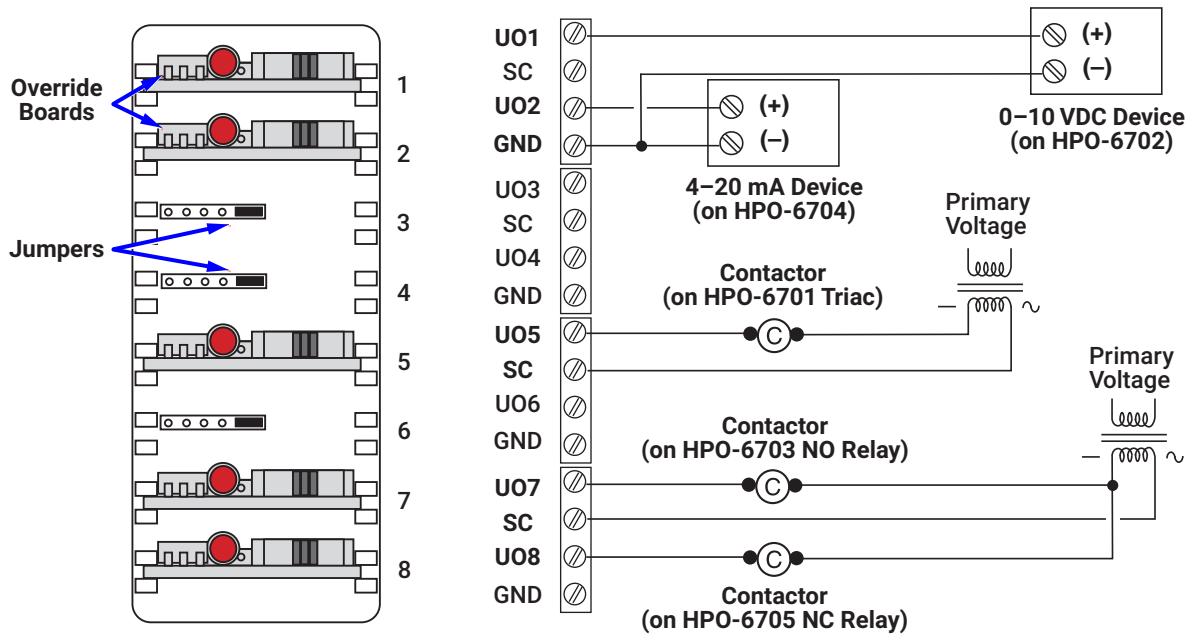 Override
Boards
Jumpers
1
2
3
4
5
6
7
8
UO1
SC
UO2
GND
UO3
SC
UO4
GND
UO5
SC
UO6
GND
UO7
SC
UO8
GND
(+)
(–)
0–10 VDC Device
(on HPO-6702)
(+)
(–)
4–20 mA Device
(on HPO-6704)
Primary
Voltage
Contactor
(on HPO-6701 Triac)
C
Primary
Voltage
Contactor
(on HPO-6703 NO Relay)
C
C
Contactor
(on HPO-6705 NC Relay)